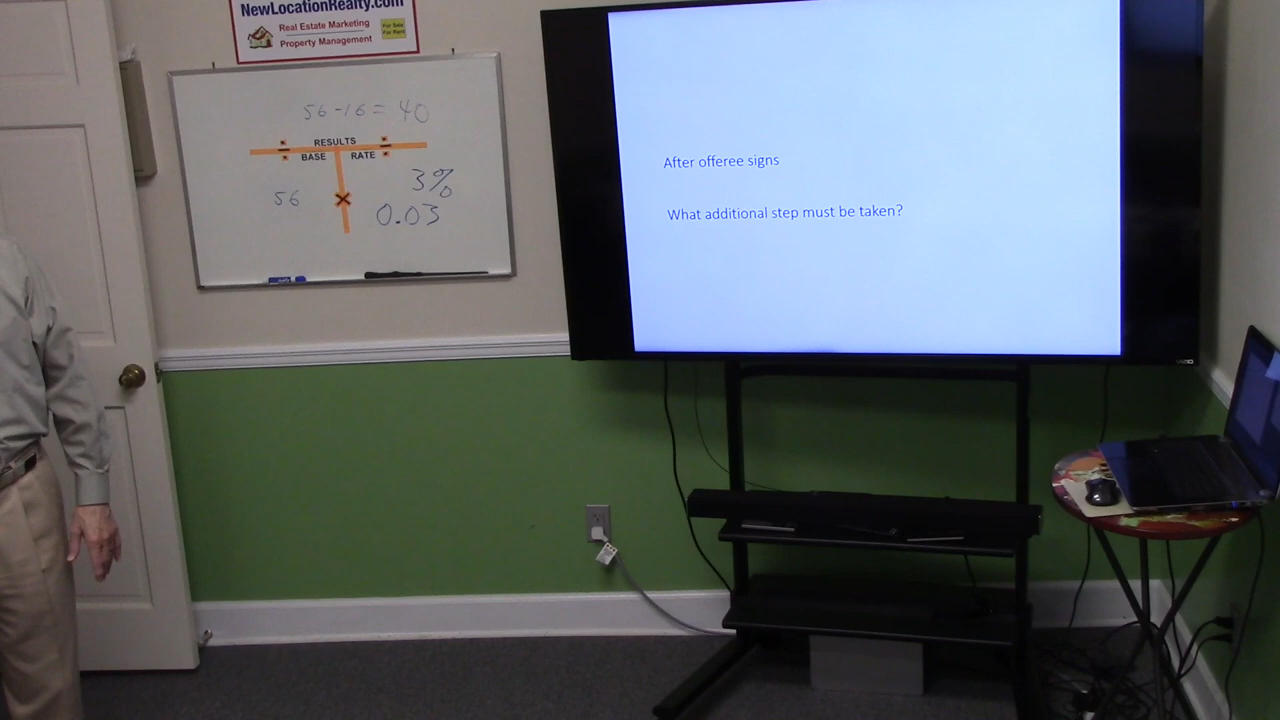 NewLocationRealty.com
Real Estate Marketing
Property Management
For Sale
For Rent
56-16=40
RESULTS
BASE RATE
56
3%
0.03
After offeree signs
What additional step must be taken?
VIZIO